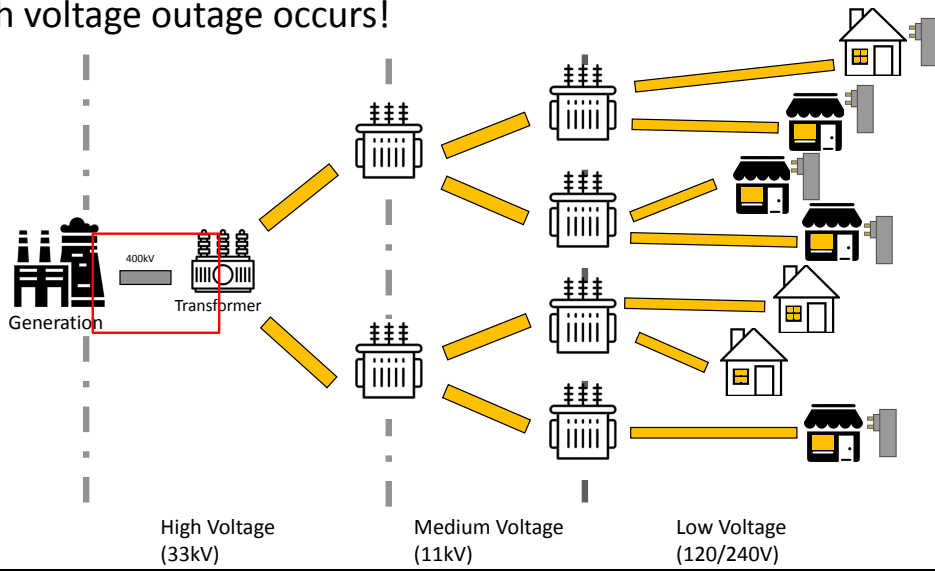 h voltage outage occurs!
400kV
Transformer
Generation
High Voltage
(33kV)
Medium Voltage
(11kV)
Low Voltage
(120/240V)